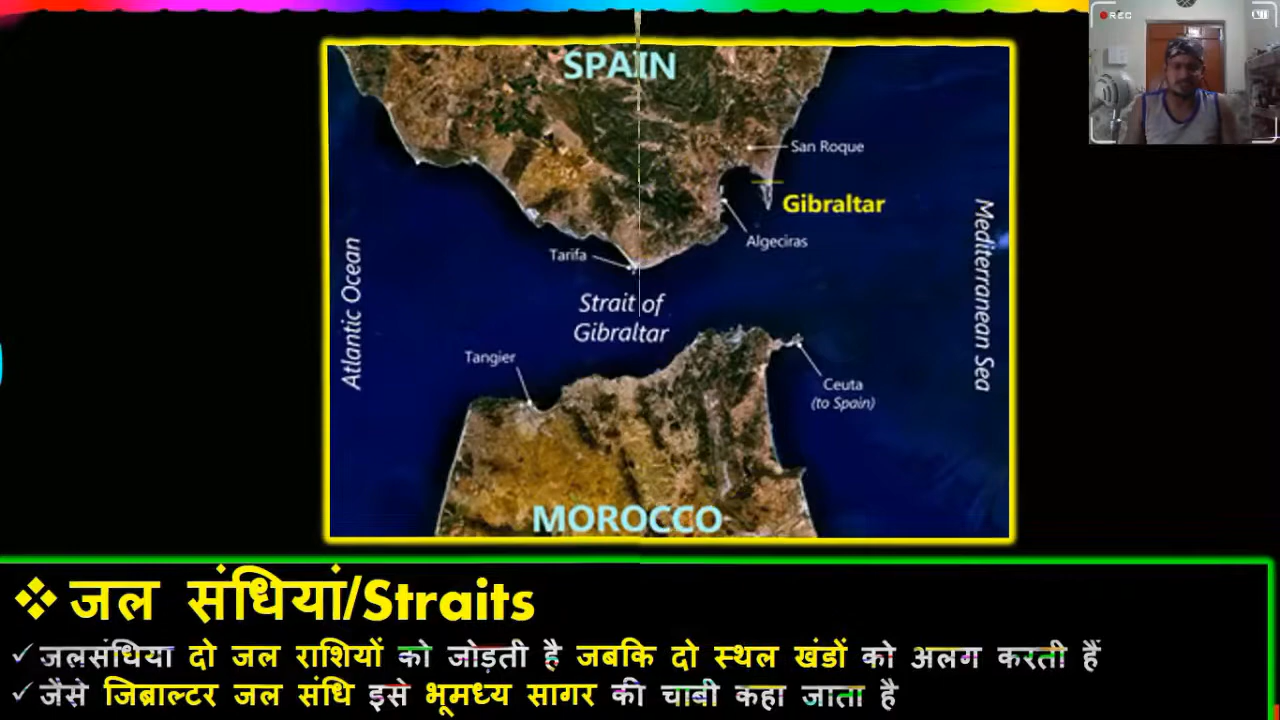 REC
SPAIN
San Roque
Gibraltar
Algeciras
Tarifa
Strait of
Gibraltar
Atlantic Ocean
Mediterranean Sea
Tangier
Ceuta
(to Spain)
MOROCCO
❖जल संधियां/Straits
✓जलसंधिया दो जल राशियों को जोड़ती है जबकि दो स्थल खंडों को अलग करती हैं
✓जैसे जिब्राल्टर जल संधि इसे भूमध्य सागर की चाबी कहा जाता है